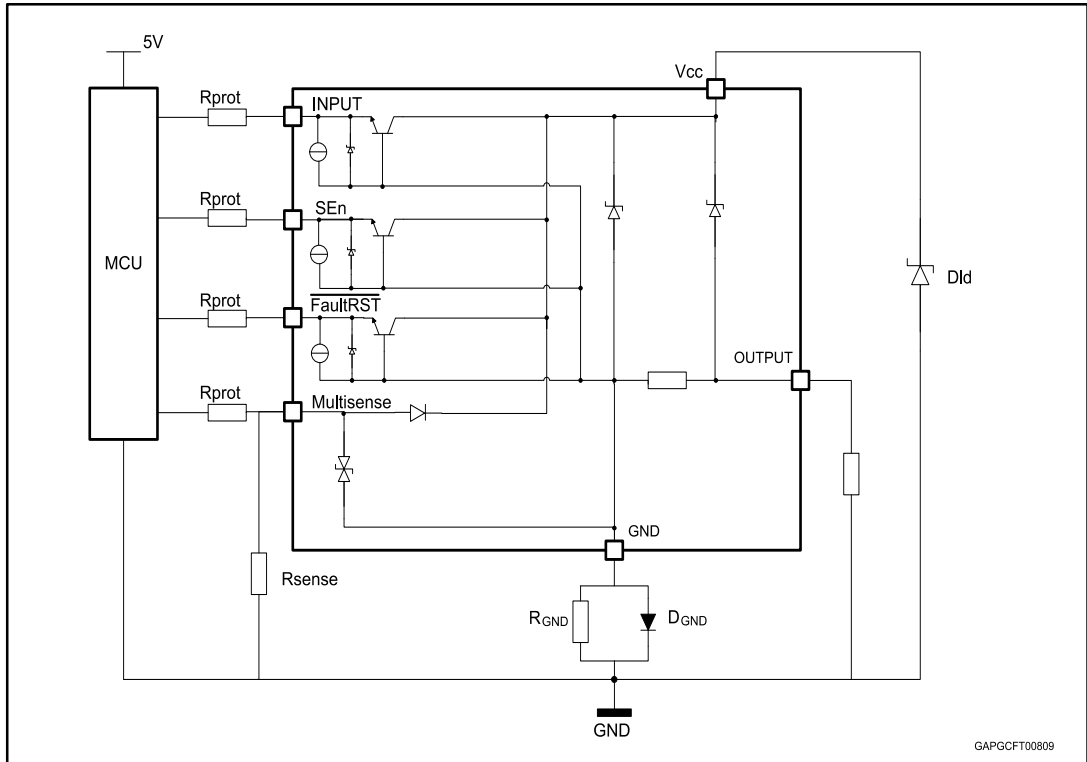 5V
Vcc
Rprot
INPUT
Rprot
SEn
MCU
Dld
Rprot
FaultRST
OUTPUT
Rprot
Multisense
GND
Rsense
RGND
DGND
GND
GAPGCFT00809